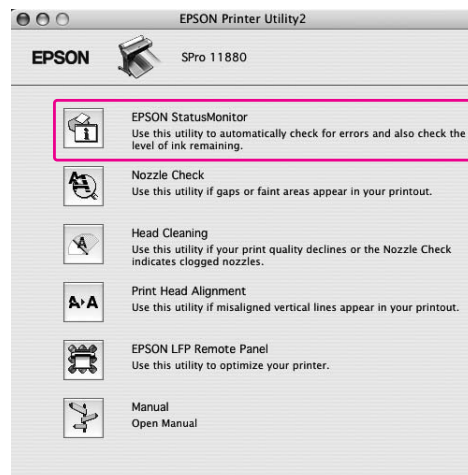 EPSON Printer Utility2
EPSON SPro 11880
EPSON StatusMonitor
Use this utility to automatically check for errors and also check the
level of ink remaining.
Nozzle Check
Use this utility if gaps or faint areas appear in your printout.
Head Cleaning
Use this utility if your print quality declines or the Nozzle Check
indicates clogged nozzles.
Print Head Alignment
Use this utility if misaligned vertical lines appear in your printout.
EPSON LFP Remote Panel
Use this utility to optimize your printer.
Manual
Open Manual